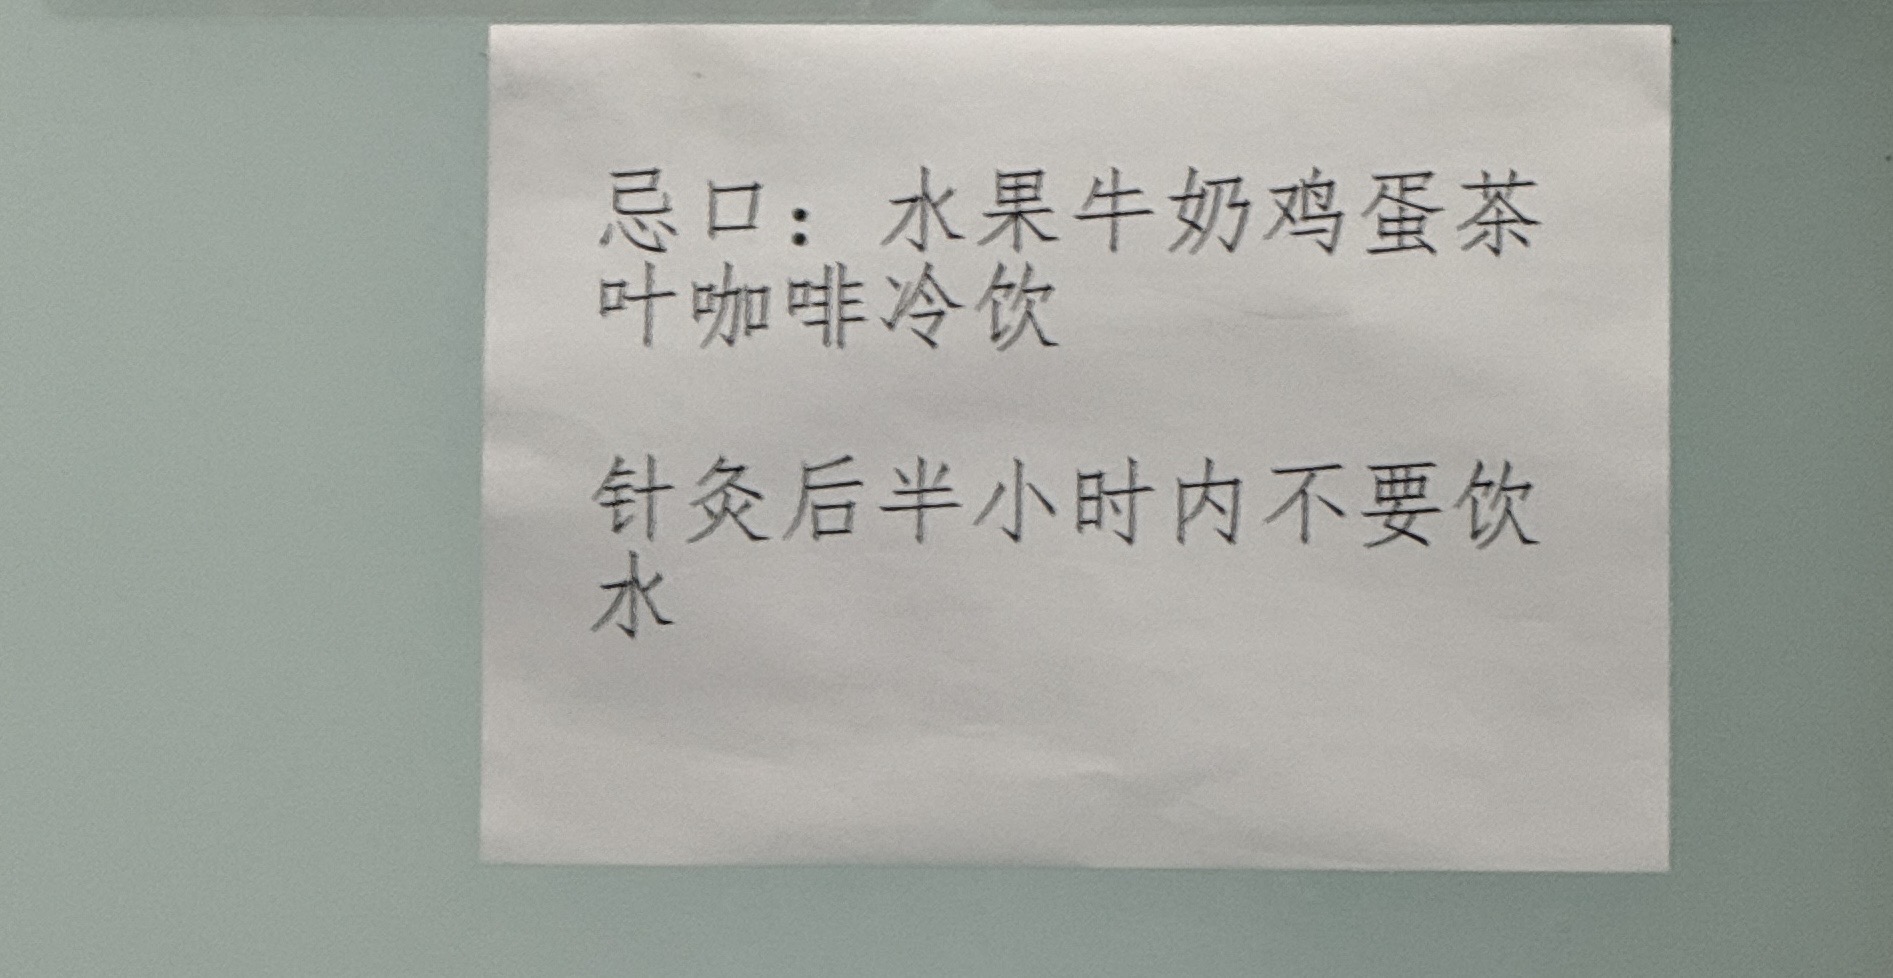 忌口：水果牛奶鸡蛋茶
叶咖啡冷饮
针灸后半小时内不要饮
水